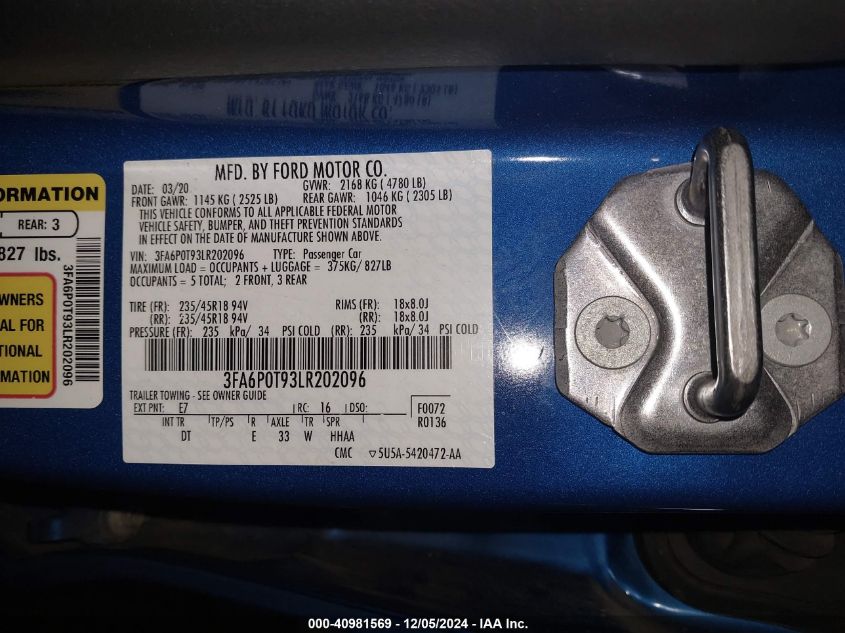 MFD. BY FORD MOTOR CO.
DATE: 03/20 GVWR: 2168 KG ( 4780 LB)
FRONT GAWR: 1145 KG ( 2525 LB) REAR GAWR: 1046 KG ( 2305 LB)
THIS VEHICLE CONFORMS TO ALL APPLICABLE FEDERAL MOTOR
VEHICLE SAFETY, BUMPER, AND THEFT PREVENTION STANDARDS
IN EFFECT ON THE DATE OF MANUFACTURE SHOWN ABOVE.
VIN: 3FA6P0T93LR202096 TYPE: Passenger Car
MAXIMUM LOAD = OCCUPANTS + LUGGAGE = 375KG/ 827LB
OCCUPANTS = 5 TOTAL; 2 FRONT, 3 REAR
TIRE (FR): 235/45R18 94V RIMS (FR): 18x8.0J
(RR): 235/45R18 94V (RR): 18x8.0J
PRESSURE (FR): 235 kPa/ 34 PSI COLD (RR): 235 kPa/ 34 PSI COLD
3FA6P0T93LR202096
TRAILER TOWING - SEE OWNER GUIDE
EXT PNT: E7 RC: 16 DSO: F0072
INT TR TP/PS R AXLE TR SPR R0136
DT E 33 W HHAA
CMC ▽5U5A-5420472-AA
FORMATION
REAR: 3
827 lbs.
WNERS
AL FOR
TIONAL
RMATION
3FA6P0T93LR202096
000-40981569 - 12/05/2024 - IAA Inc.